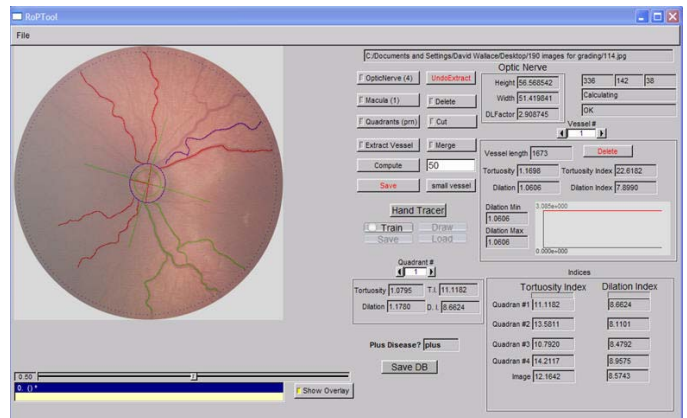 RoPTool
File
C:/Documents and Settings/David Wallace/Desktop/190 images for grading/114.jpg
Optic Nerve
OpticNerve (4) UndoExtract
Height 56.568542 336 142 38
Macula (1) Delete
Width 51.419841 Calculating
Quadrants (prn) Cut
DLFactor 2.908745 OK
Vessel #
1
Extract Vessel Merge
Vessel length 1673 Delete
Compute 50
Tortuosity 1.1698 Tortuosity Index 22.6182
Save small vessel
Dilation 1.0606 Dilation Index 7.8990
Dilation Min 3.085e+000
1.0606
Dilation Max
1.0606
0.000e+000
Hand Tracer
Train Draw
Save Load
Quadrant #
1
Tortuosity 1.0795 T.I. 11.1182
Dilation 1.1780 D. I. 8.6624
Indices
Tortuosity Index Dilation Index
Quadran #1 11.1182 8.6624
Quadran #2 13.5811 8.1101
Quadran #3 10.7920 8.4792
Quadran #4 14.2117 8.9575
Image 12.1642 8.5743
Plus Disease? plus
Save DB
0.50
0. () *
Show Overlay